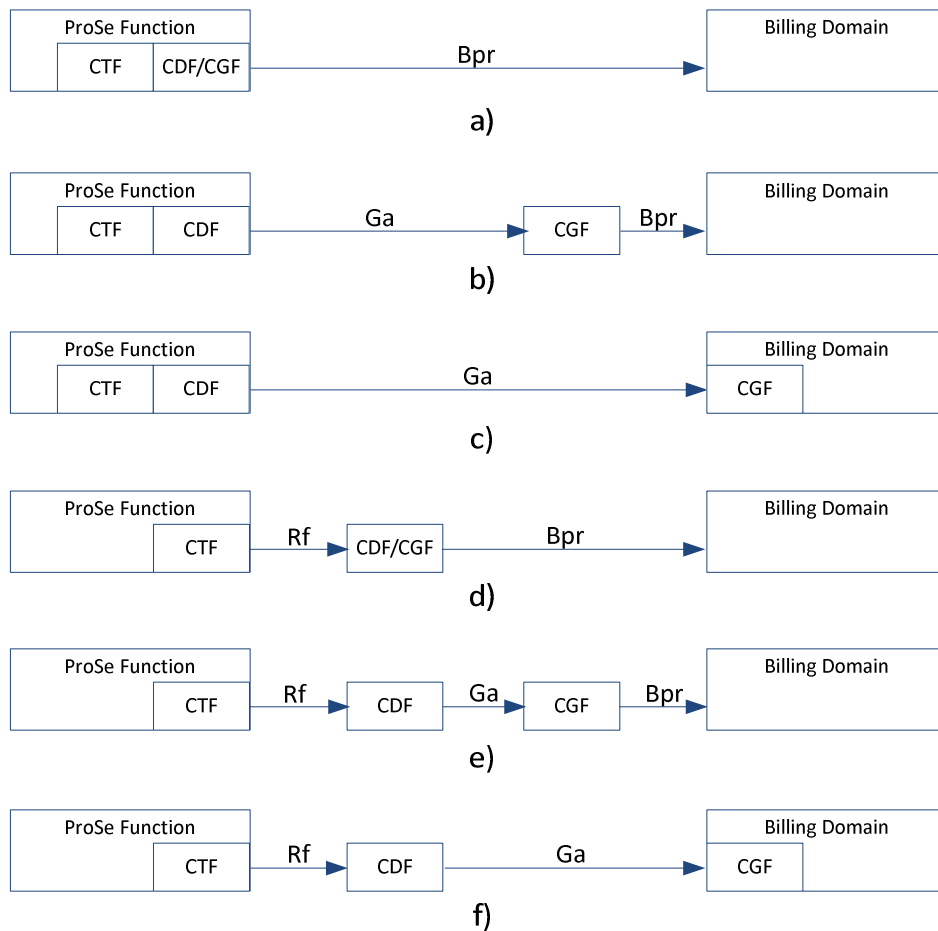 ProSe Function
Billing Domain
CTF
CDF/CGF
Bpr
a)
ProSe Function
Billing Domain
CTF
CDF
Ga
CGF
Bpr
b)
ProSe Function
Billing Domain
CTF
CDF
Ga
CGF
c)
ProSe Function
Billing Domain
CTF
Rf
CDF/CGF
Bpr
d)
ProSe Function
Billing Domain
CTF
Rf
CDF
Ga
CGF
Bpr
e)
ProSe Function
Billing Domain
CTF
Rf
CDF
Ga
CGF
f)